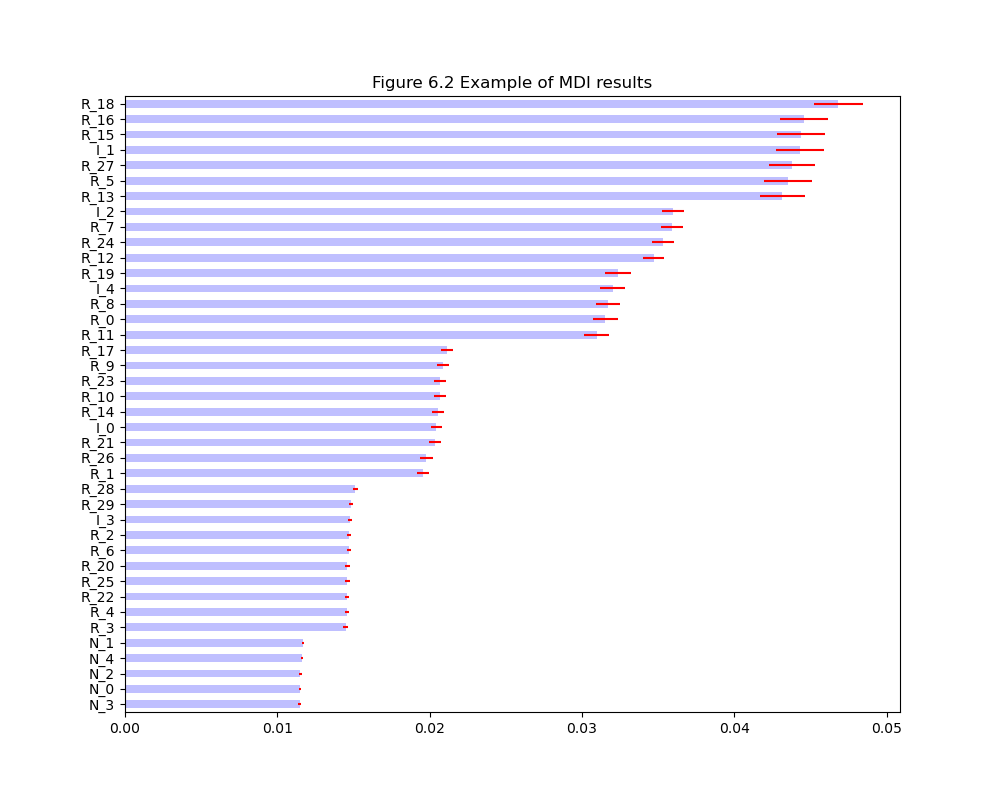 Figure 6.2 Example of MDI results
R_18
R_16
R_15
I_1
R_27
R_5
R_13
I_2
R_7
R_24
R_12
R_19
I_4
R_8
R_0
R_11
R_17
R_9
R_23
R_10
R_14
I_0
R_21
R_26
R_1
R_28
R_29
I_3
R_2
R_6
R_20
R_25
R_22
R_4
R_3
N_1
N_4
N_2
N_0
N_3
0.00 0.01 0.02 0.03 0.04 0.05